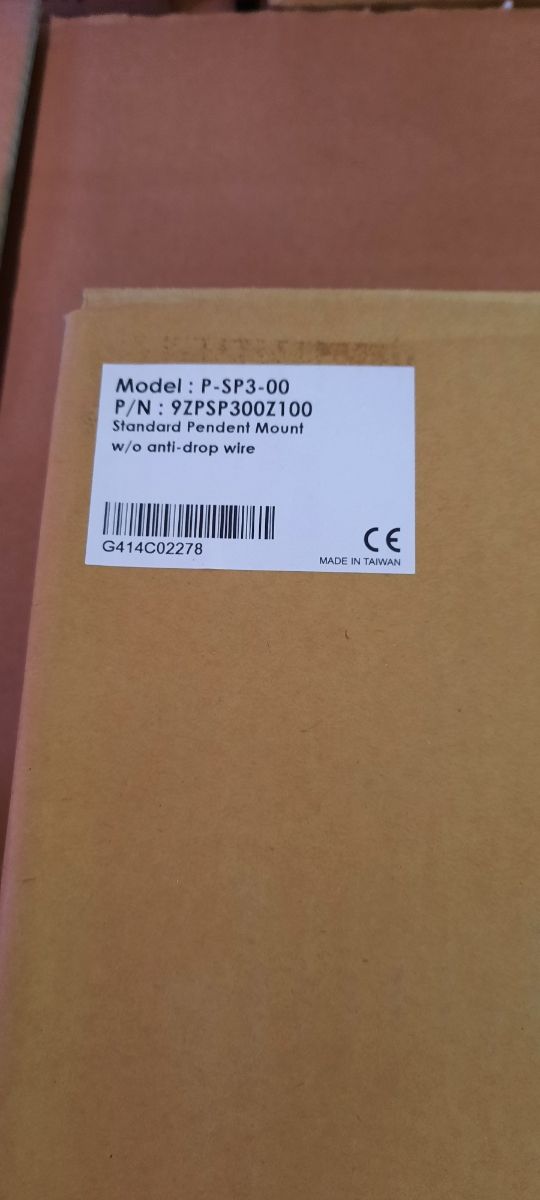 Model : P-SP3-00
P/N : 9ZPSP300Z100
Standard Pendent Mount
w/o anti-drop wire
G414C02278
CE
MADE IN TAIWAN